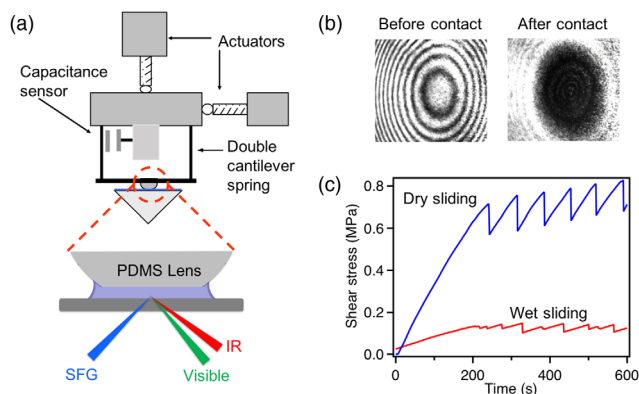 (a)
Actuators
Capacitance
sensor
Double
cantilever
spring
PDMS Lens
IR
SFG
Visible
(b)
Before contact
After contact
(c)
Shear stress (MPa)
0.8
0.6
0.4
0.2
0.0
Dry sliding
Wet sliding
0
200
400
600
Time (s)